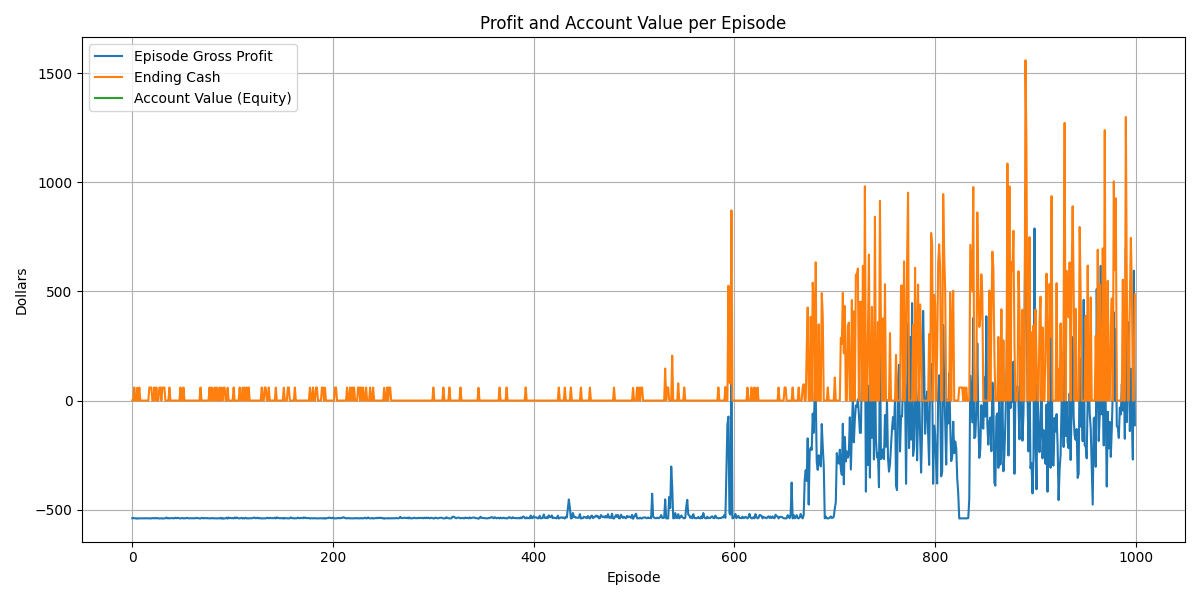 Profit and Account Value per Episode
Episode Gross Profit
Ending Cash
Account Value (Equity)
Dollars
1500
1000
500
0
−500
0
200
400
600
800
1000
Episode